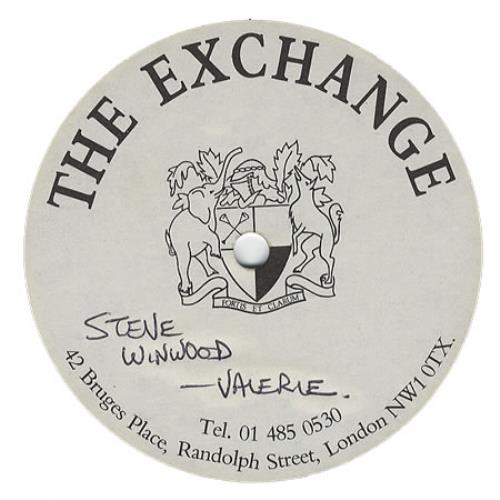 THE EXCHANGE
FORTIS ET CLARUM
STEVE
WINWOOD
—VALERIE.
Tel. 01 485 0530
42 Bruges Place, Randolph Street, London NW1 0TX.